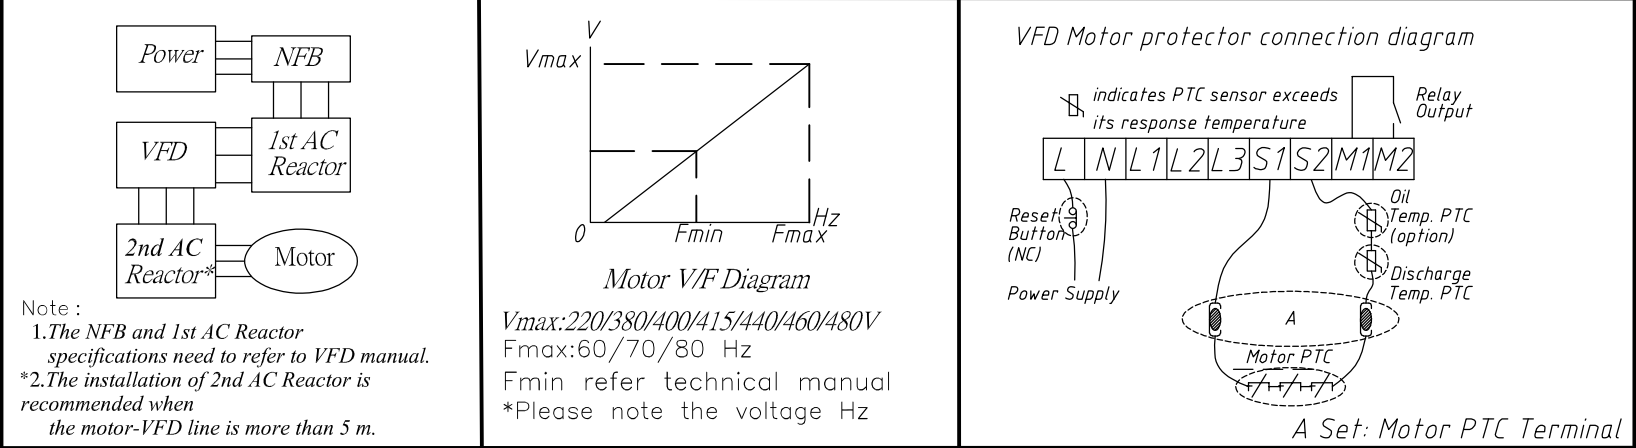 Power
NFB
VFD
1st AC
Reactor
2nd AC
Reactor*
Motor
Note :
1.The NFB and 1st AC Reactor
specifications need to refer to VFD manual.
*2.The installation of 2nd AC Reactor is
recommended when
the motor-VFD line is more than 5 m.
V
Vmax
0
Fmin
Fmax
Hz
Motor V/F Diagram
Vmax:220/380/400/415/440/460/480V
Fmax:60/70/80 Hz
Fmin refer technical manual
*Please note the voltage Hz
VFD Motor protector connection diagram
indicates PTC sensor exceeds
its response temperature
Relay
Output
L N L1 L2 L3 S1 S2 M1 M2
Reset
Button
(NC)
Power Supply
Oil
Temp. PTC
(option)
Discharge
Temp. PTC
A
Motor PTC
A Set: Motor PTC Terminal